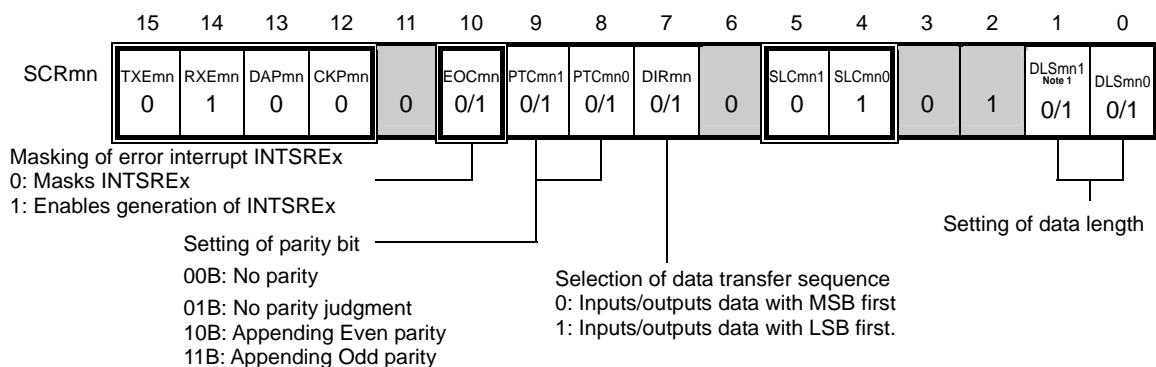 15 14 13 12 11 10 9 8 7 6 5 4 3 2 1 0
SCRmn TXEmn RXEmn DAPmn CKPmn EOCmn PTCmn1 PTCmn0 DIRmn SLCmn1 SLCmn0 DLSmn1 DLSmn0
Note 1
0 1 0 0 0 0/1 0/1 0/1 0/1 0 0 1 0 1 0/1 0/1
Masking of error interrupt INTSREx
0: Masks INTSREx
1: Enables generation of INTSREx
Setting of parity bit
00B: No parity
01B: No parity judgment
10B: Appending Even parity
11B: Appending Odd parity
Selection of data transfer sequence
0: Inputs/outputs data with MSB first
1: Inputs/outputs data with LSB first.
Setting of data length